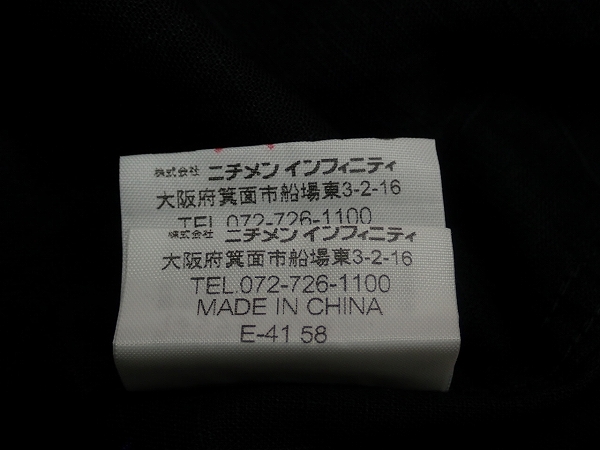 株式会社 ニチメン インフィニティ
大阪府箕面市船場東3-2-16
TEL 072-726-1100
株式会社 ニチメン インフィニティ
大阪府箕面市船場東3-2-16
TEL.072-726-1100
MADE IN CHINA
E-41 58